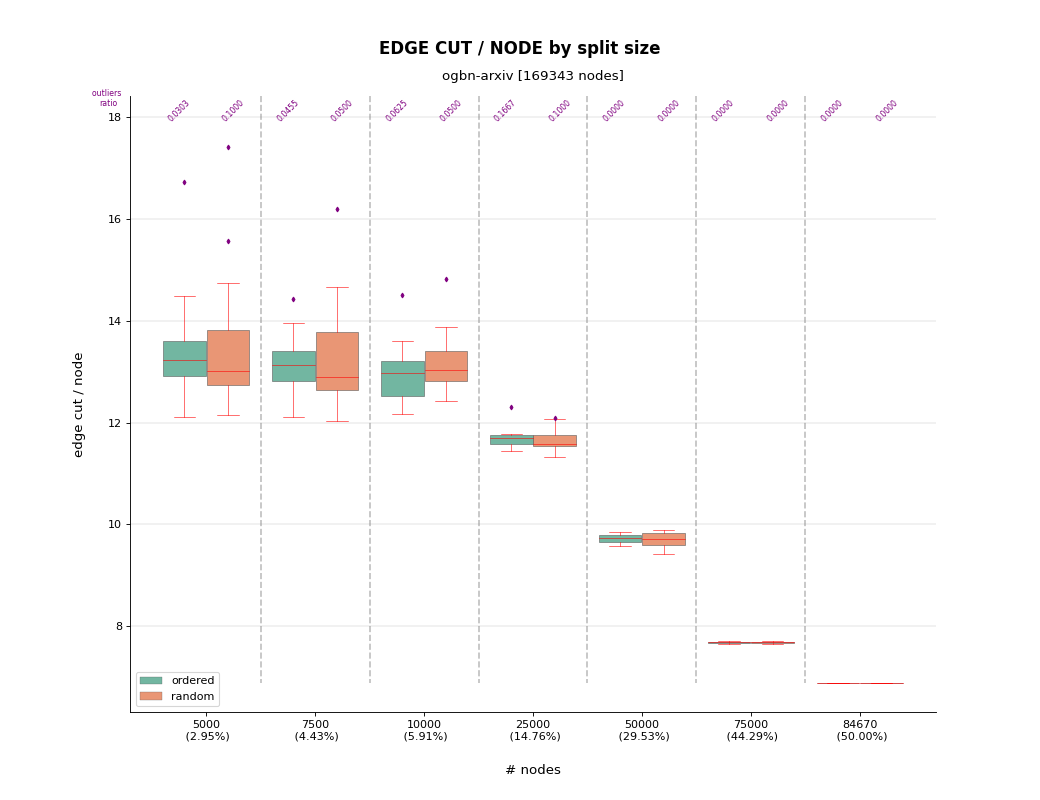 EDGE CUT / NODE by split size
ogbn-arxiv [169343 nodes]
outliers
ratio
0.0303 0.1000 0.0455 0.0500 0.0625 0.0500 0.1667 0.1000 0.0000 0.0000 0.0000 0.0000 0.0000 0.0000
18
16
14
12
10
8
edge cut / node
ordered
random
5000 7500 10000 25000 50000 75000 84670
(2.95%) (4.43%) (5.91%) (14.76%) (29.53%) (44.29%) (50.00%)
# nodes